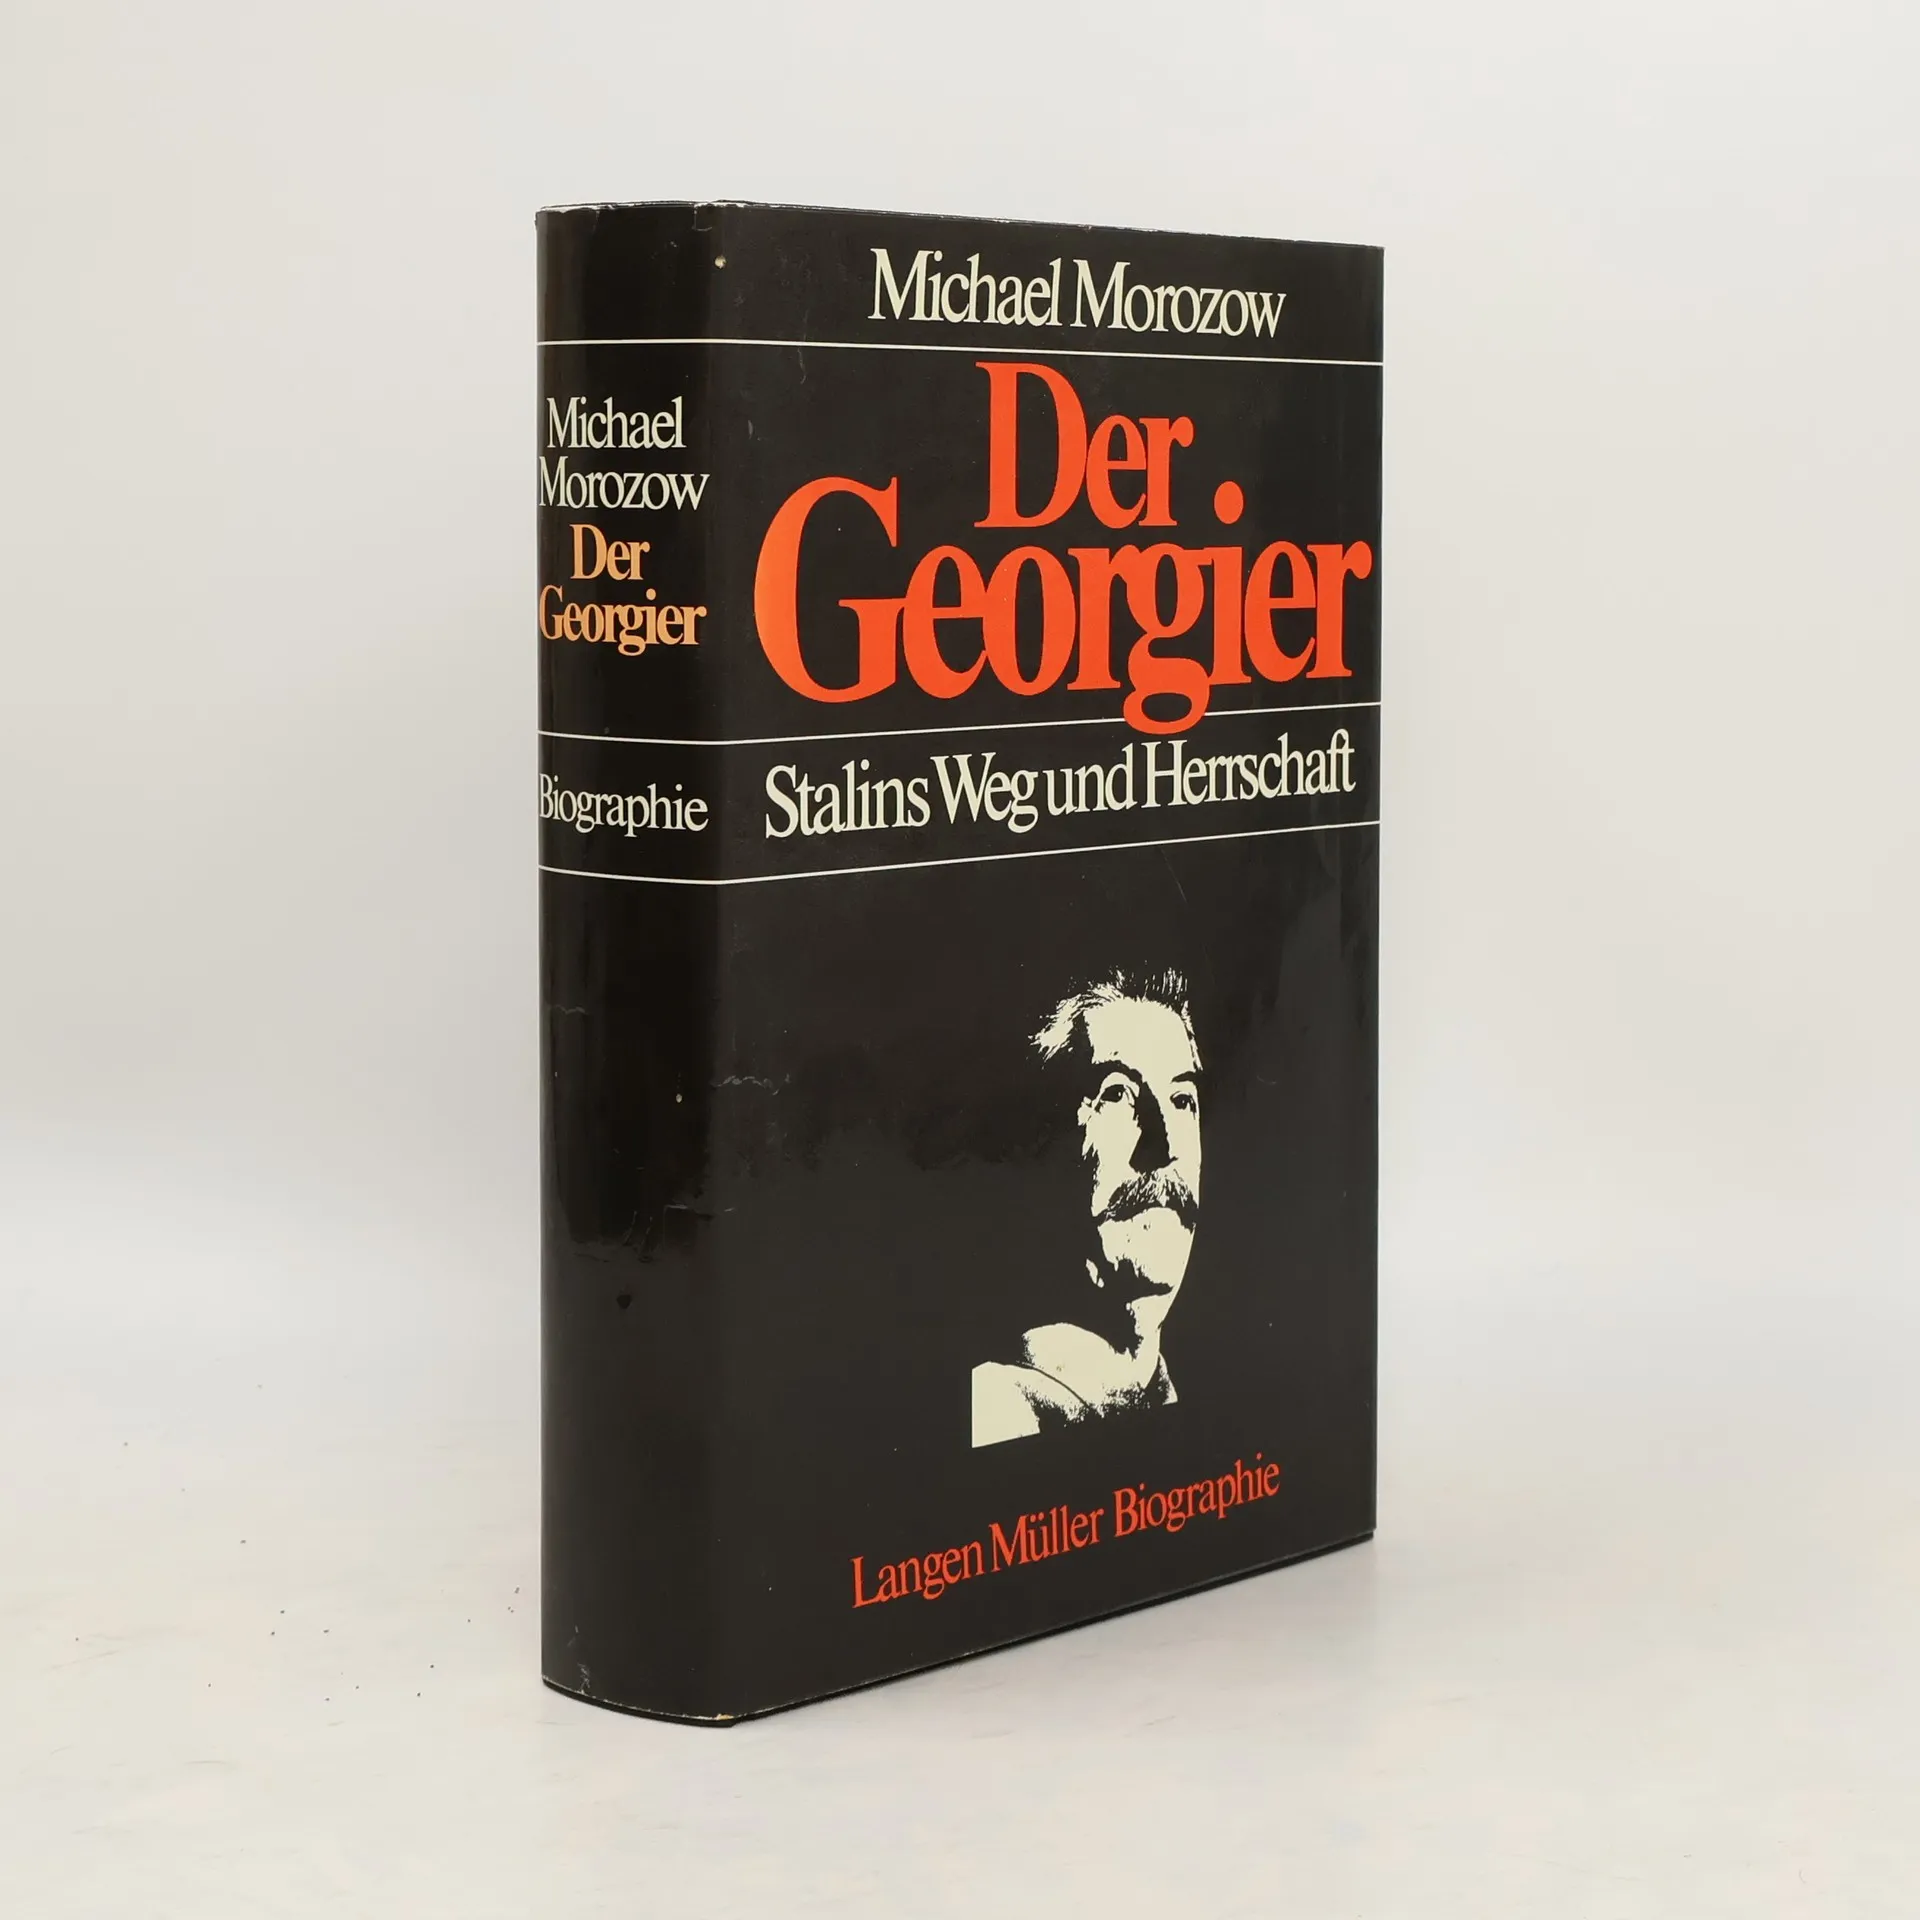 Michael Morozow
Der
Georgier
Stalins Weg und Herrschaft
Langen Müller Biographie
Michael
Morozow
Der
Georgier
Biographie